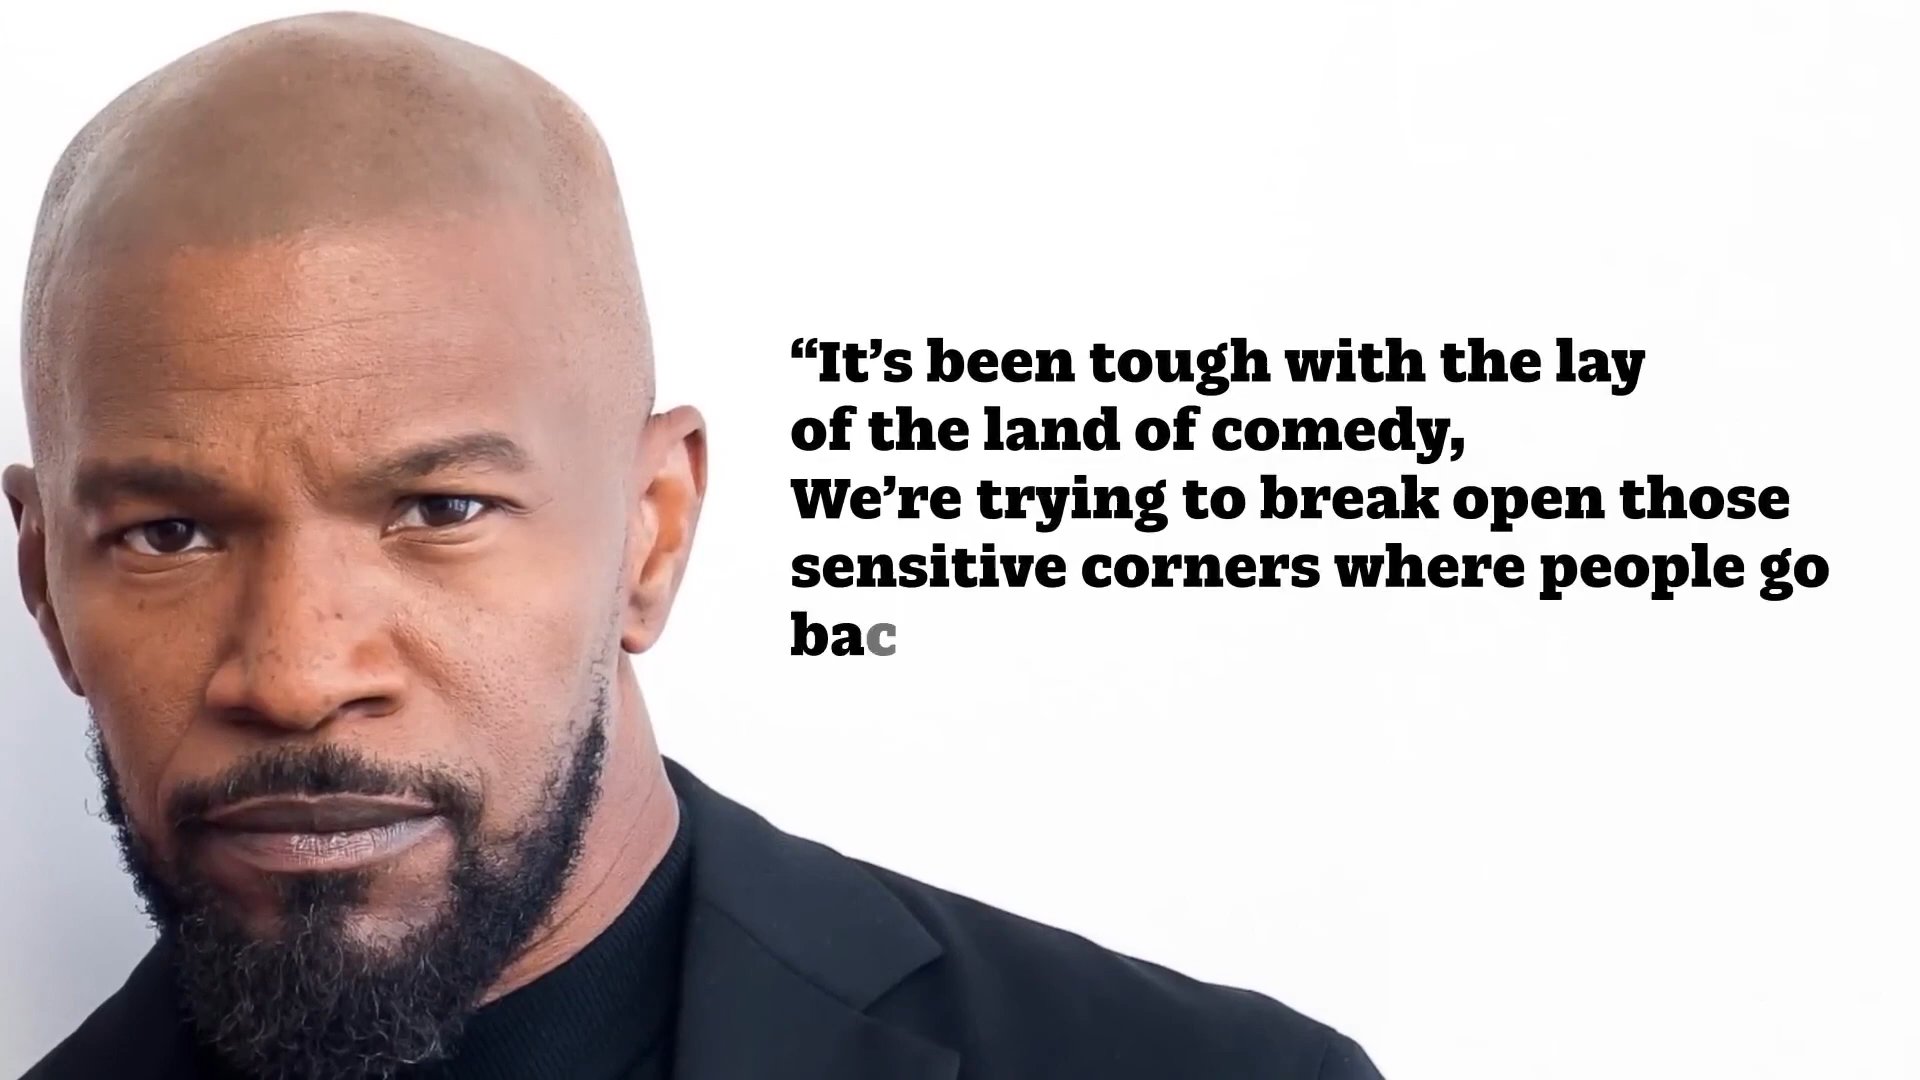 “It’s been tough with the lay
of the land of comedy,
We’re trying to break open those
sensitive corners where people go
bac